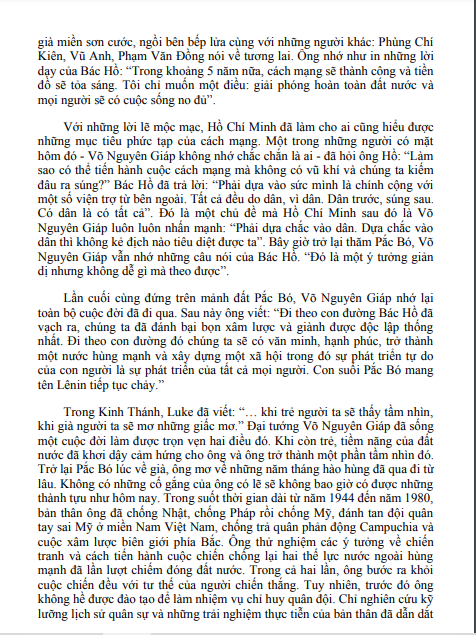 già miền sơn cước, ngồi bên bếp lửa cùng với những người khác: Phùng Chí
Kiên, Vũ Anh, Phạm Văn Đồng nói về tương lai. Ông nhớ như in những lời
dạy của Bác Hồ: “Trong khoảng 5 năm nữa, cách mạng sẽ thành công và tiền
đồ sẽ tỏa sáng. Tôi chỉ muốn một điều: giải phóng hoàn toàn đất nước và
mọi người sẽ có cuộc sống no đủ”.
Với những lời lẽ mộc mạc, Hồ Chí Minh đã làm cho ai cũng hiểu được
những mục tiêu phức tạp của cách mạng. Một trong những người có mặt
hôm đó - Võ Nguyên Giáp không nhớ chắc chắn là ai - đã hỏi ông Hồ: “Làm
sao có thể tiến hành cuộc cách mạng mà không có vũ khí và chúng ta kiếm
đâu ra súng?” Bác Hồ đã trả lời: “Phải dựa vào sức mình là chính cộng với
một số viện trợ từ bên ngoài. Tất cả đều do dân, vì dân. Dân trước, súng sau.
Có dân là có tất cả”. Đó là một chủ đề mà Hồ Chí Minh sau đó là Võ
Nguyên Giáp luôn luôn nhấn mạnh: “Phải dựa chắc vào dân. Dựa chắc vào
dân thì không kẻ địch nào tiêu diệt được ta”. Bây giờ trở lại thăm Pắc Bó, Võ
Nguyên Giáp vẫn nhớ những câu nói của Bác Hồ. “Đó là một ý tưởng giản
dị nhưng không dễ gì mà theo được”.
Lần cuối cùng đứng trên mảnh đất Pắc Bó, Võ Nguyên Giáp nhớ lại
toàn bộ cuộc đời đã đi qua. Sau này ông viết: “Đi theo con đường Bác Hồ đã
vạch ra, chúng ta đã đánh bại bọn xâm lược và giành được độc lập thống
nhất. Đi theo con đường đó chúng ta sẽ có văn minh, hạnh phúc, trở thành
một nước hùng mạnh và xây dựng một xã hội trong đó sự phát triển tự do
của con người là sự phát triển của tất cả mọi người. Con suối Pắc Bó mang
tên Lênin tiếp tục chảy.”
Trong Kinh Thánh, Luke đã viết: “… khi trẻ người ta sẽ thấy tầm nhìn,
khi già người ta sẽ mơ những giấc mơ.” Đại tướng Võ Nguyên Giáp đã sống
một cuộc đời làm được trọn vẹn hai điều đó. Khi còn trẻ, tiềm năng của đất
nước đã khơi dậy cảm hứng cho ông và ông trở thành một phần tầm nhìn đó.
Trở lại Pắc Bó lúc về già, ông mơ về những năm tháng hào hùng đã qua đi từ
lâu. Không có những cố gắng của ông có lẽ sẽ không bao giờ có được những
thành tựu như hôm nay. Trong suốt thời gian dài từ năm 1944 đến năm 1980,
bản thân ông đã chống Nhật, chống Pháp rồi chống Mỹ, đánh tan đội quân
tay sai Mỹ ở miền Nam Việt Nam, chống trả quân phản động Campuchia và
cuộc xâm lược biên giới phía Bắc. Ông thử nghiệm các ý tưởng về chiến
tranh và cách tiến hành cuộc chiến chống lại hai thế lực nước ngoài hùng
mạnh đã lần lượt chiếm đóng đất nước. Trong cả hai lần, ông bước ra khỏi
cuộc chiến đều với tư thế của người chiến thắng. Tuy nhiên, trước đó ông
không hề được đào tạo để làm nhiệm vụ chỉ huy quân đội. Chỉ nghiên cứu kỹ
lưỡng lịch sử quân sự và những trải nghiệm thực tiễn của bản thân đã dẫn dắt